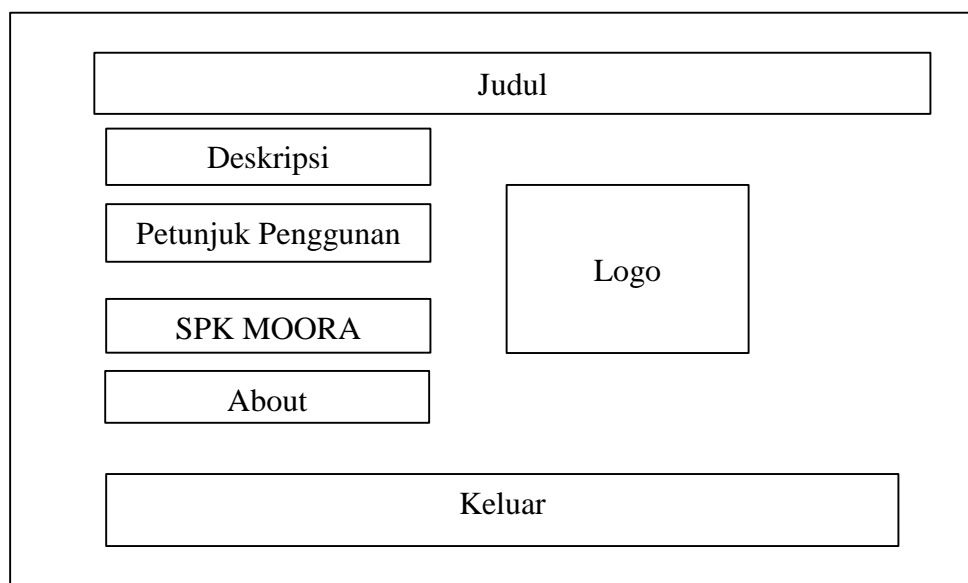 Judul
Deskripsi
Petunjuk Penggunan
SPK MOORA
About
Logo
Keluar